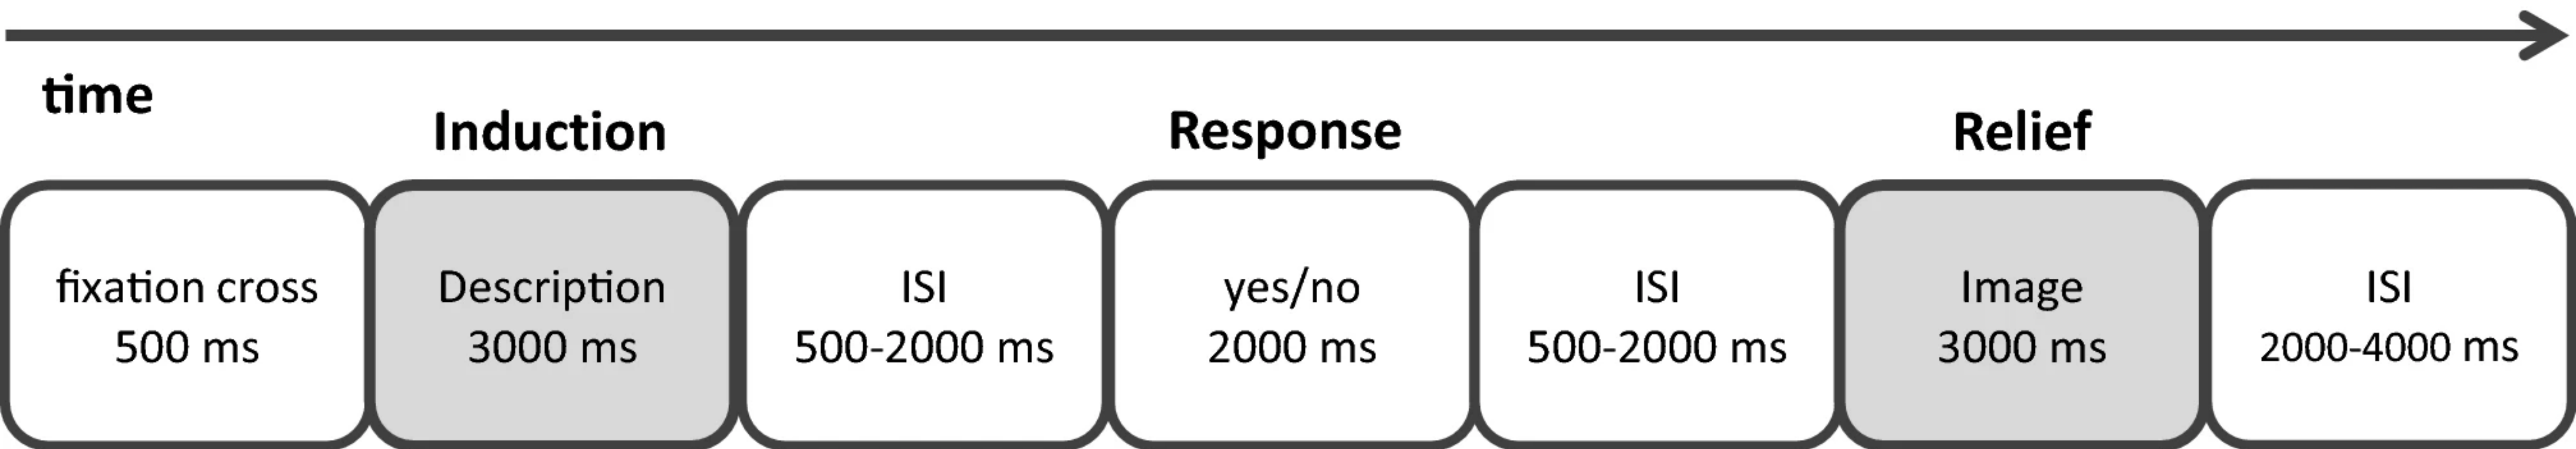 time
Induction
Response
Relief
fixation cross
500 ms
Description
3000 ms
ISI
500-2000 ms
yes/no
2000 ms
ISI
500-2000 ms
Image
3000 ms
ISI
2000-4000 ms